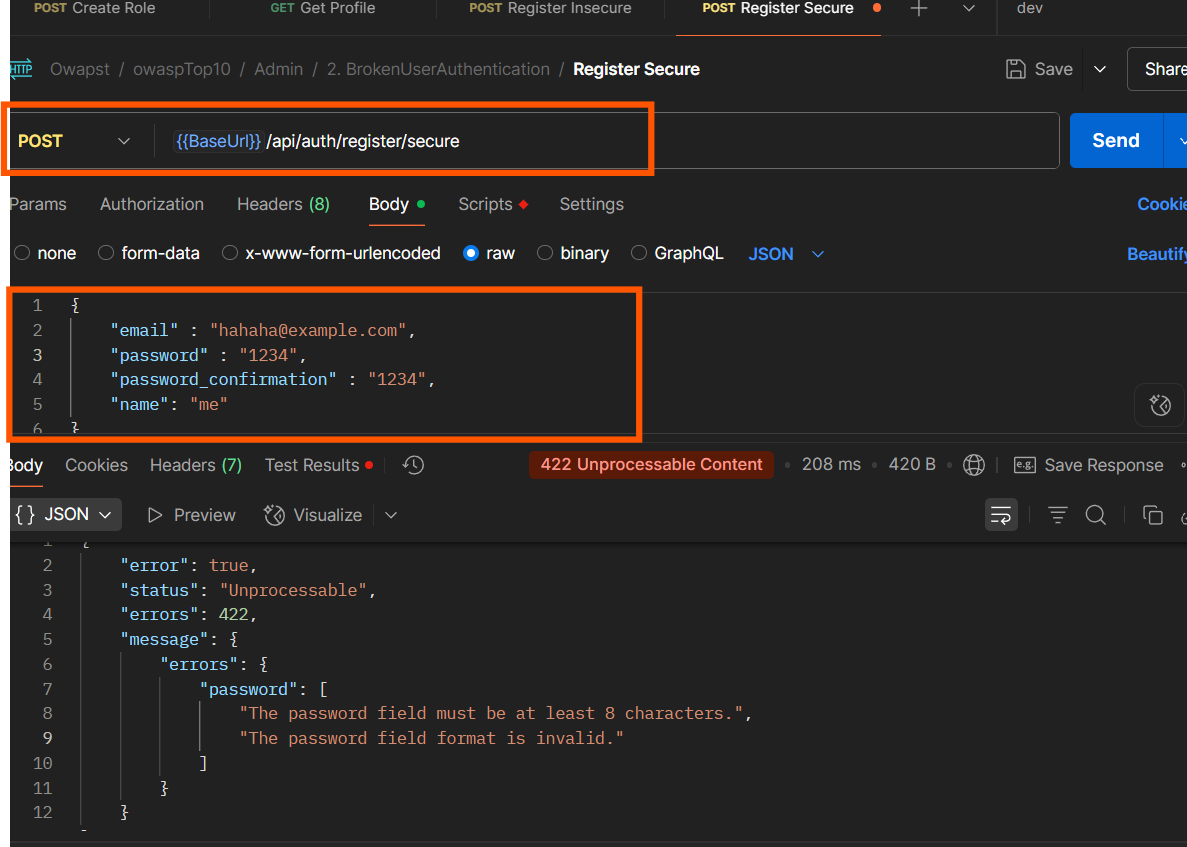 POST Create Role GET Get Profile POST Register Insecure POST Register Secure dev
HTTP Owapst / owaspTop10 / Admin / 2. BrokenUserAuthentication / Register Secure Save Share
POST {{BaseUrl}} /api/auth/register/secure Send
Params Authorization Headers (8) Body Scripts Settings Cookie
none form-data x-www-form-urlencoded raw binary GraphQL JSON Beautify
1 {
2 "email" : "hahaha@example.com",
3 "password" : "1234",
4 "password_confirmation" : "1234",
5 "name": "me"
6 }
Body Cookies Headers (7) Test Results 422 Unprocessable Content 208 ms 420 B e.g. Save Response
{} JSON Preview Visualize
1 {
2 "error": true,
3 "status": "Unprocessable",
4 "errors": 422,
5 "message": {
6 "errors": {
7 "password": [
8 "The password field must be at least 8 characters.",
9 "The password field format is invalid."
10 ]
11 }
12 }